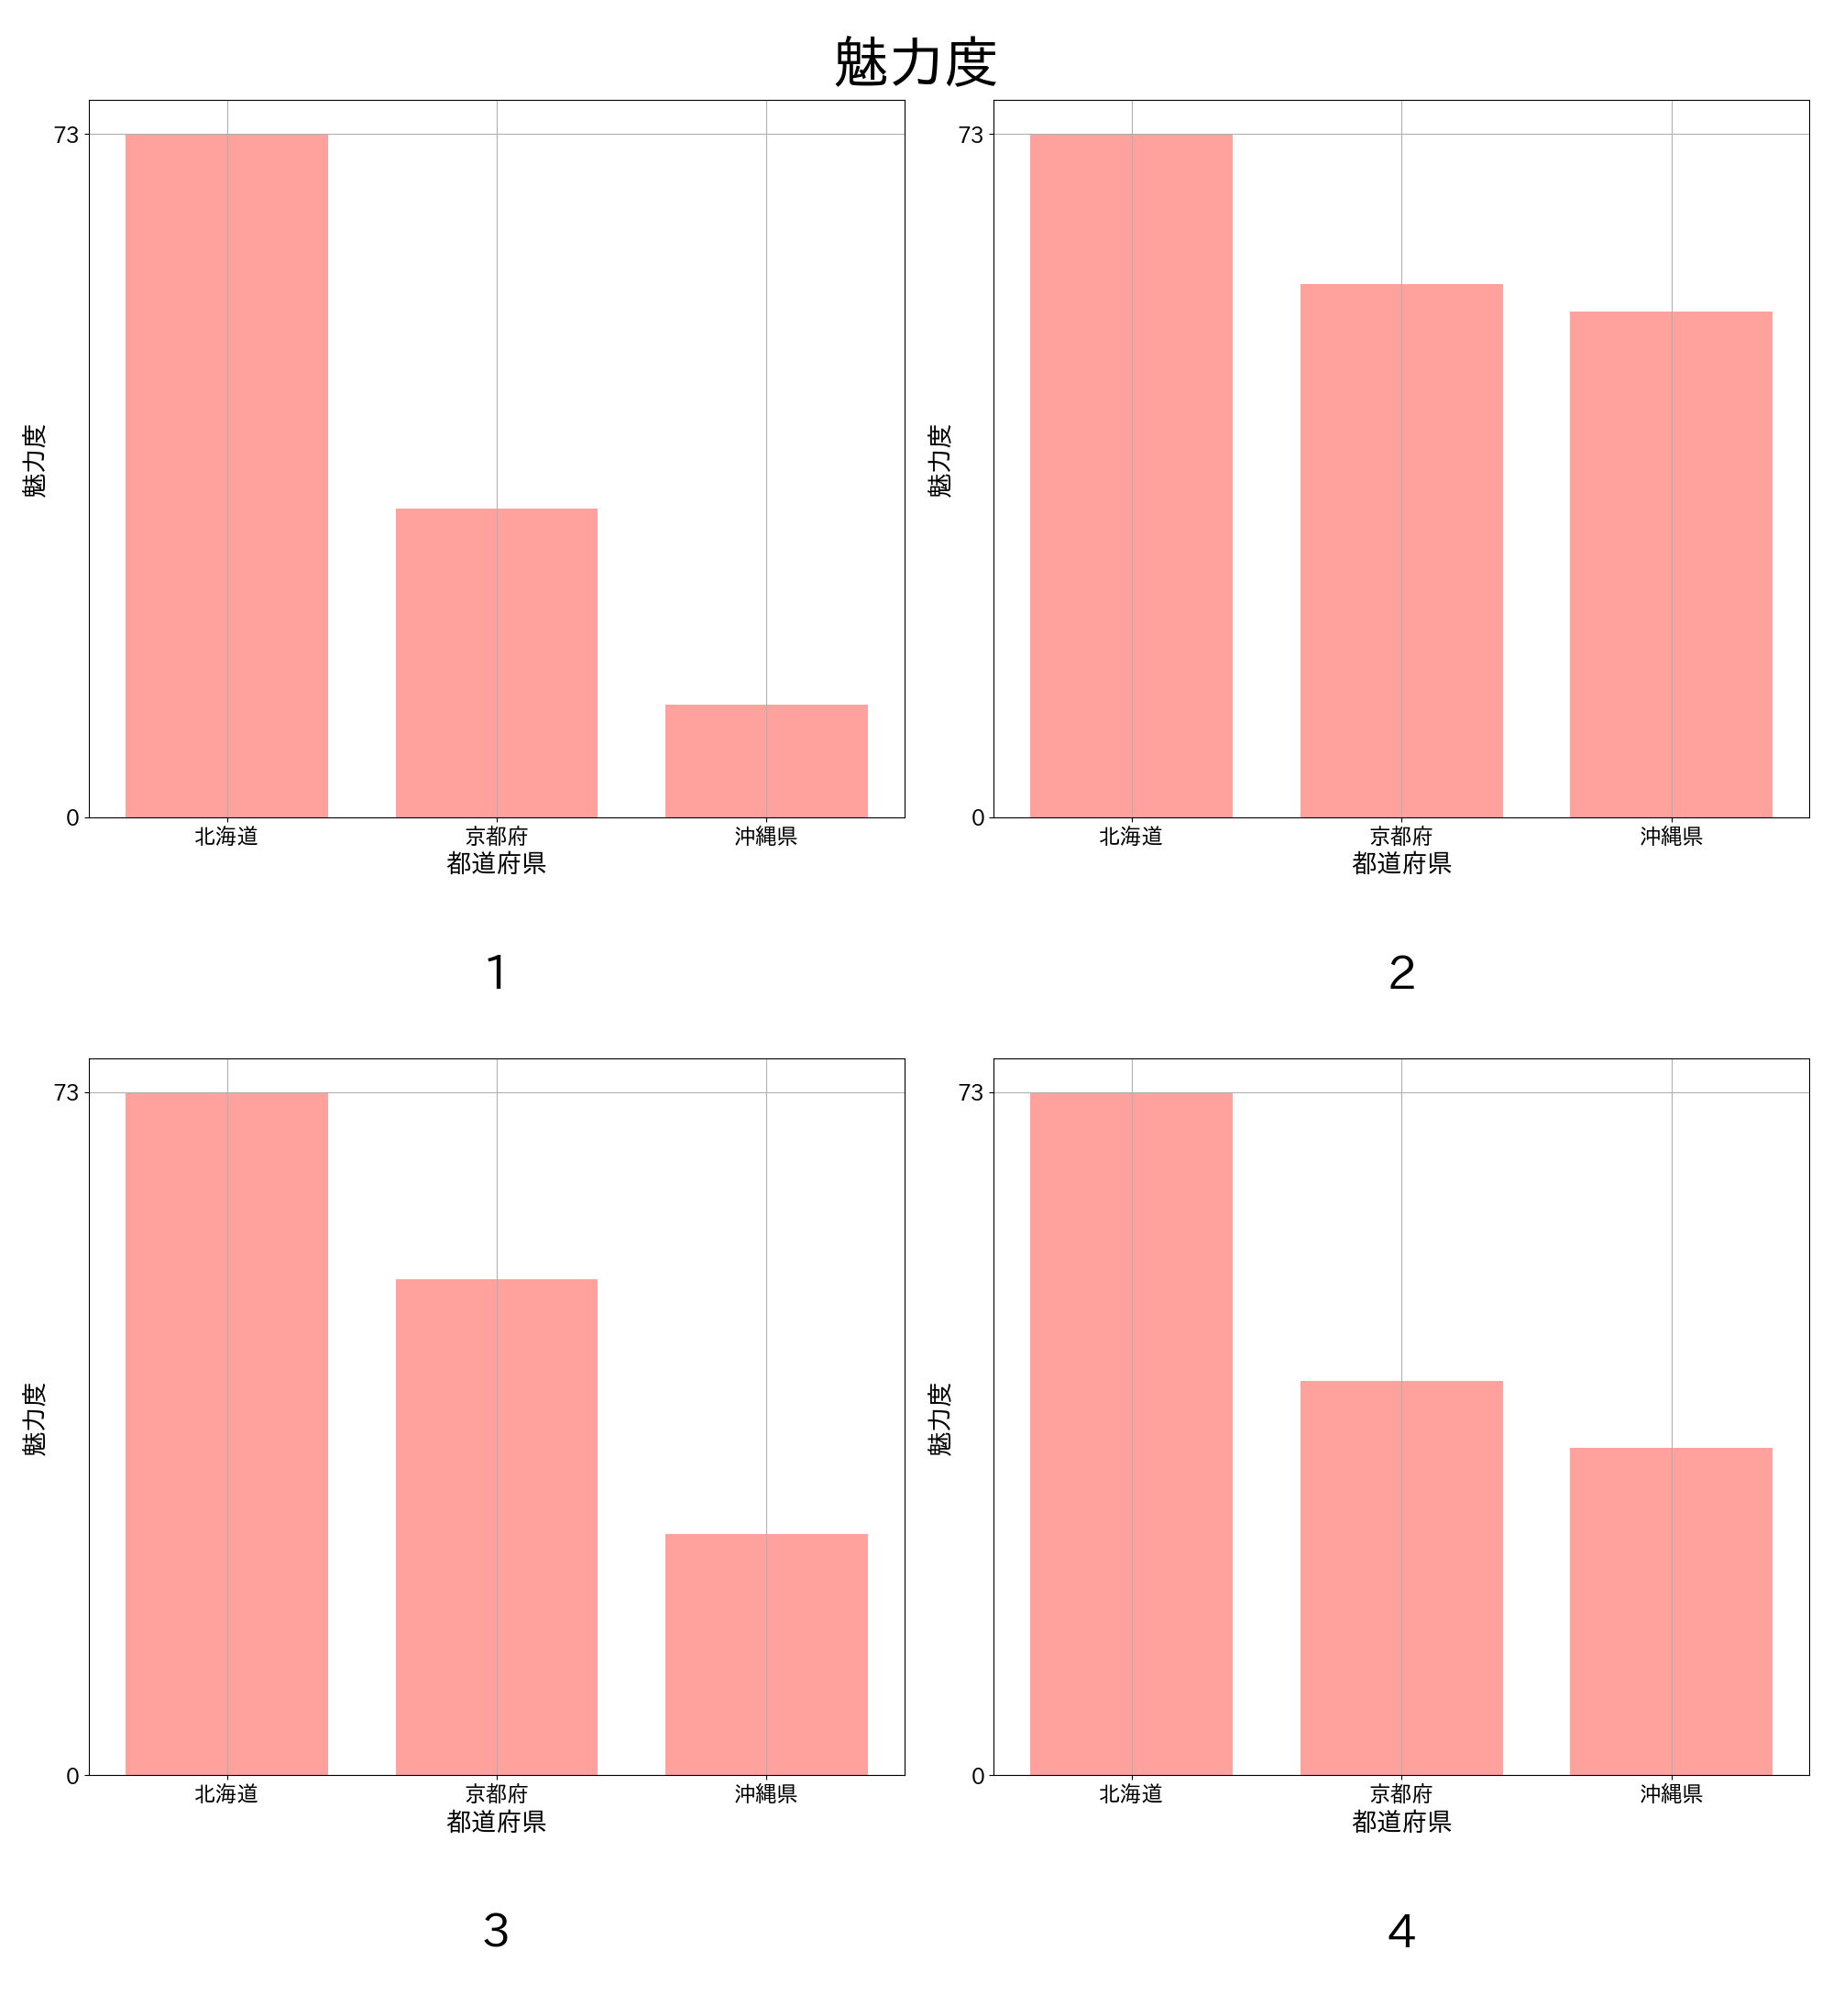 魅力度
73
魅力度
0
北海道 京都府 沖縄県
都道府県
1
73
魅力度
0
北海道 京都府 沖縄県
都道府県
2
73
魅力度
0
北海道 京都府 沖縄県
都道府県
3
73
魅力度
0
北海道 京都府 沖縄県
都道府県
4